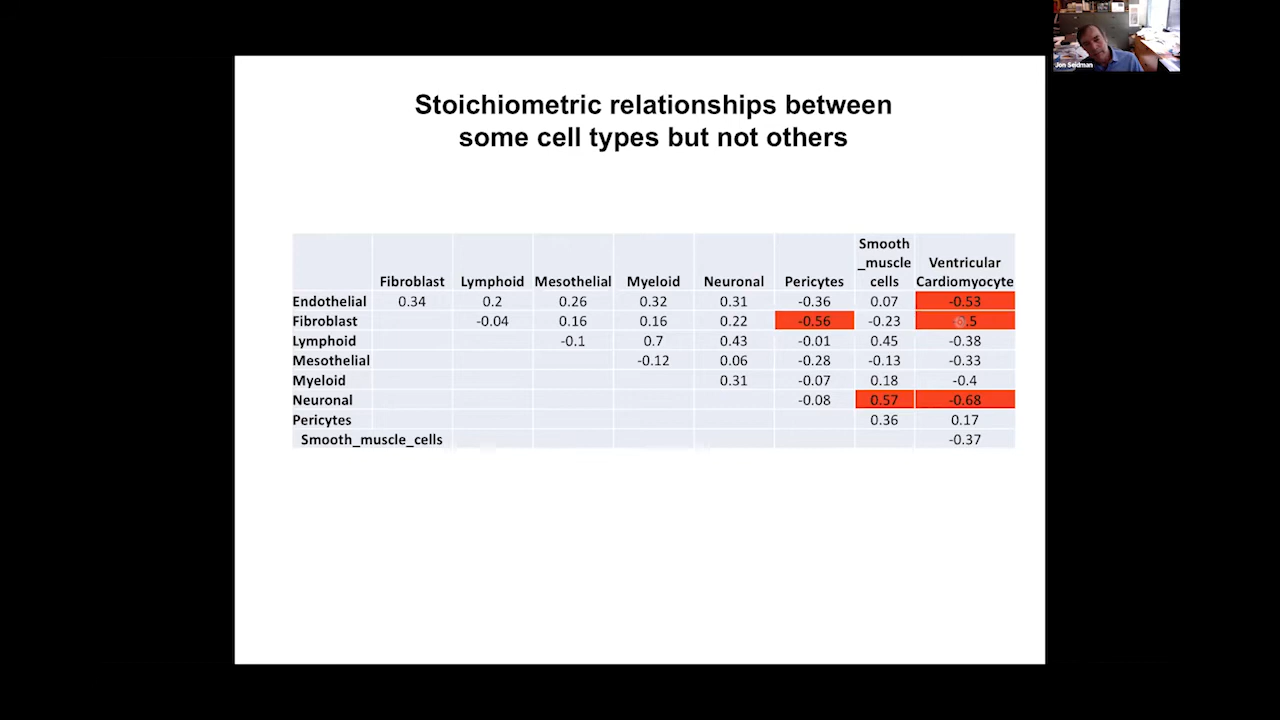 Jon Seidman
Stoichiometric relationships between
some cell types but not others
Smooth
_muscle Ventricular
Fibroblast Lymphoid Mesothelial Myeloid Neuronal Pericytes cells Cardiomyocyte
Endothelial 0.34 0.2 0.26 0.32 0.31 -0.36 0.07 -0.53
Fibroblast -0.04 0.16 0.16 0.22 -0.56 -0.23 .5
Lymphoid -0.1 0.7 0.43 -0.01 0.45 -0.38
Mesothelial -0.12 0.06 -0.28 -0.13 -0.33
Myeloid 0.31 -0.07 0.18 -0.4
Neuronal -0.08 0.57 -0.68
Pericytes 0.36 0.17
Smooth_muscle_cells -0.37